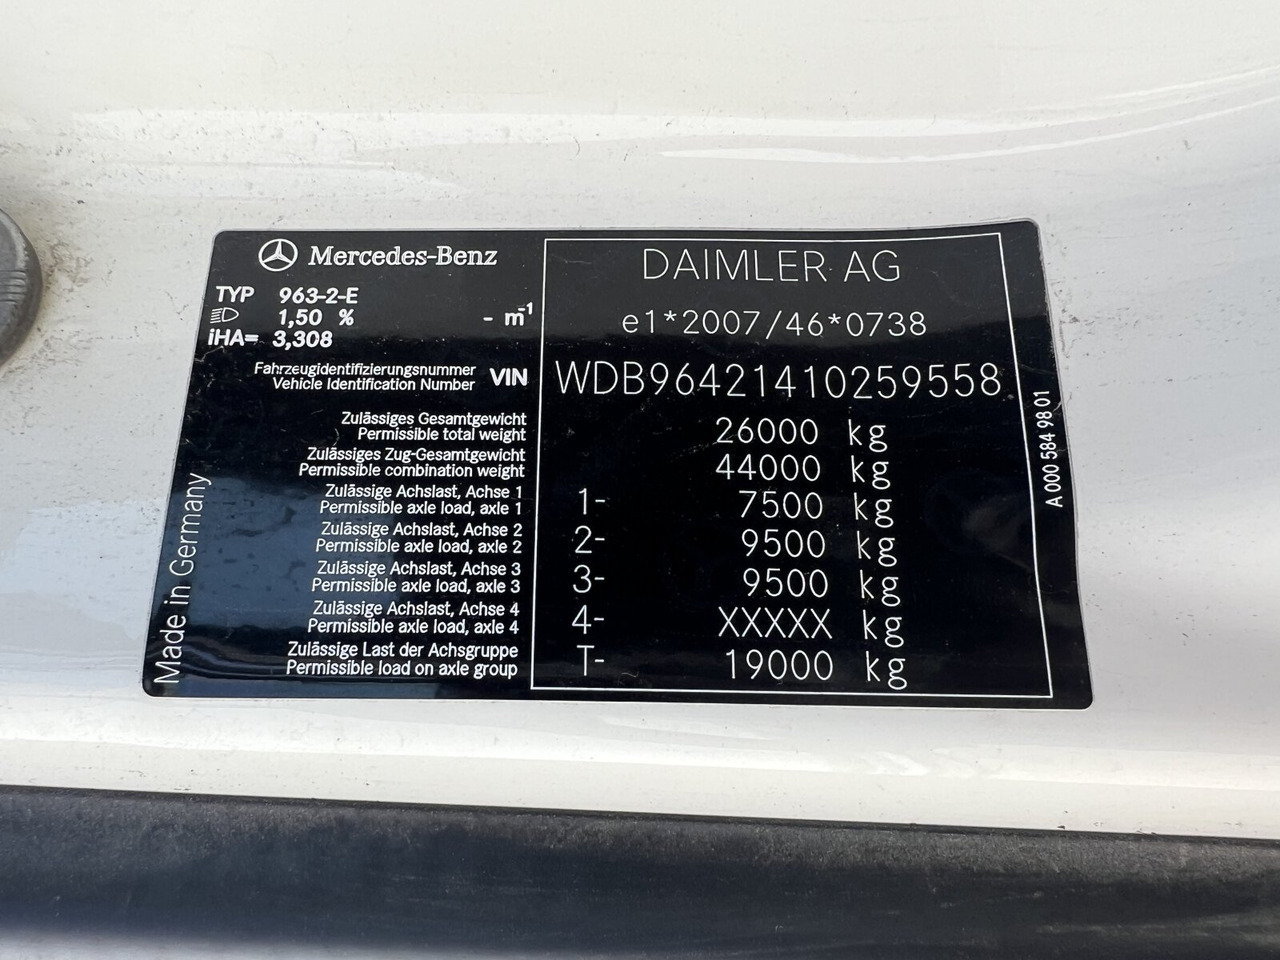 Mercedes-Benz
TYP 963-2-E
1,50 % - m⁻¹
iHA= 3,308
DAIMLER AG
e1*2007/46*0738
Fahrzeugidentifizierungsnummer
Vehicle Identification Number VIN WDB96421410259558
Zulässiges Gesamtgewicht
Permissible total weight 26000 kg
Zulässiges Zug-Gesamtgewicht
Permissible combination weight 44000 kg
Zulässige Achslast, Achse 1
Permissible axle load, axle 1 1- 7500 kg
Zulässige Achslast, Achse 2
Permissible axle load, axle 2 2- 9500 kg
Zulässige Achslast, Achse 3
Permissible axle load, axle 3 3- 9500 kg
Zulässige Achslast, Achse 4
Permissible axle load, axle 4 4- XXXXX kg
Zulässige Last der Achsgruppe
Permissible load on axle group T- 19000 kg
Made in Germany
A 000 584 98 01